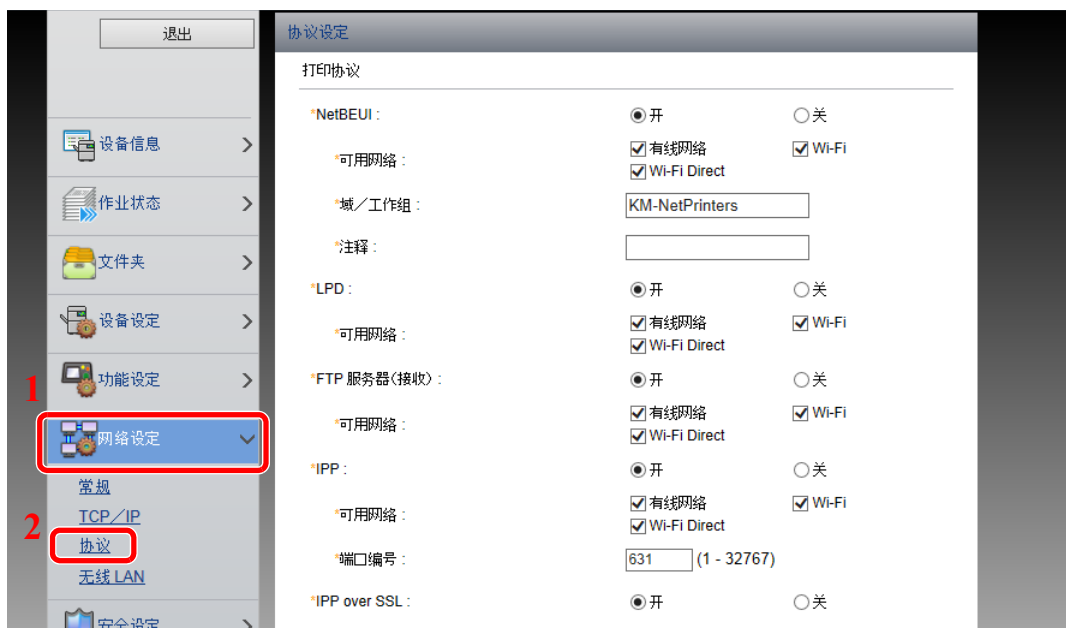 退出
设备信息
作业状态
文件夹
设备设定
1
功能设定
网络设定
常规
TCP／IP
2
协议
无线 LAN
安全设定
协议设定
打印协议
*NetBEUI : 开 关
*可用网络 : 有线网络 Wi-Fi
Wi-Fi Direct
*域／工作组 : KM-NetPrinters
*注释 :
*LPD : 开 关
*可用网络 : 有线网络 Wi-Fi
Wi-Fi Direct
*FTP 服务器(接收) : 开 关
*可用网络 : 有线网络 Wi-Fi
Wi-Fi Direct
*IPP : 开 关
*可用网络 : 有线网络 Wi-Fi
Wi-Fi Direct
*端口编号 : 631 (1 - 32767)
*IPP over SSL : 开 关